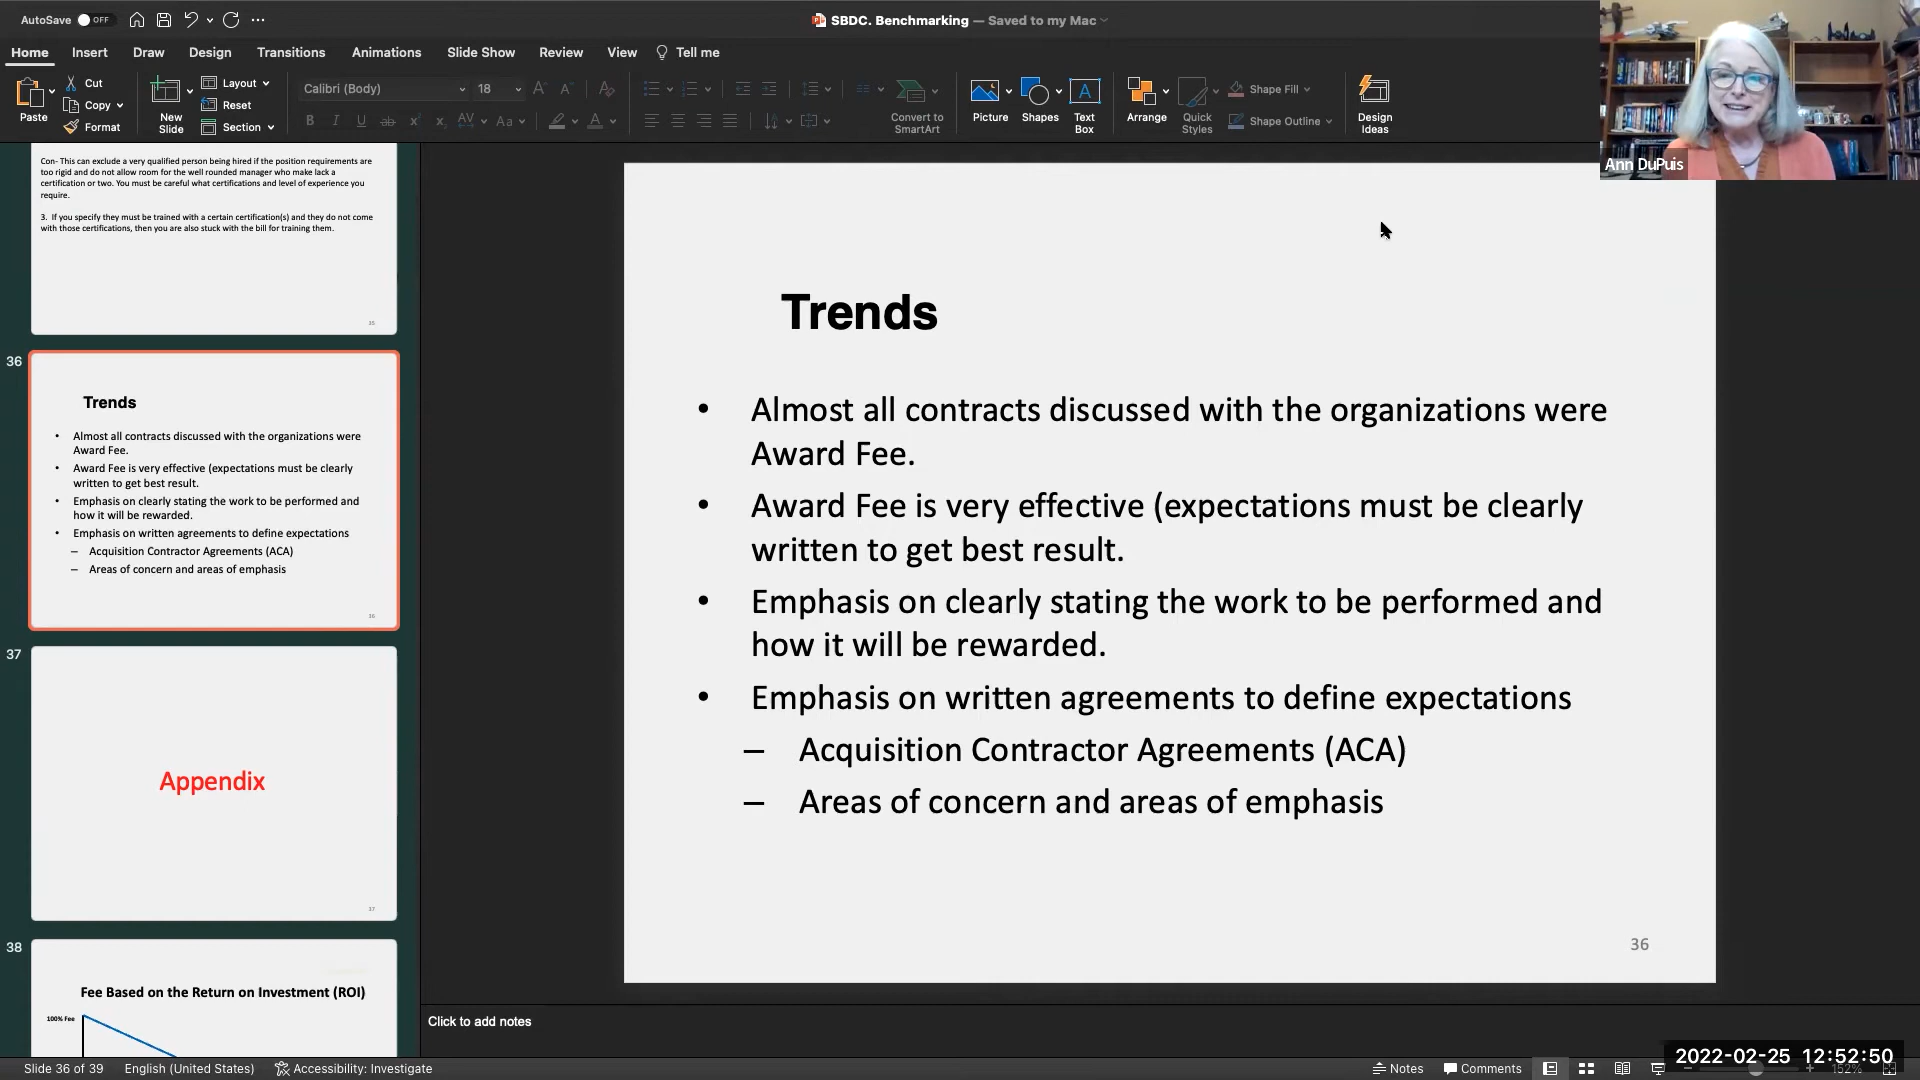 AutoSave OFF
SBDC. Benchmarking — Saved to my Mac
Home Insert Draw Design Transitions Animations Slide Show Review View Tell me
Paste
Cut
Copy
Format
New
Slide
Layout
Reset
Section
Calibri (Body) 18
Convert to
SmartArt
Picture
Shapes
Text
Box
Arrange
Quick
Styles
Shape Fill
Shape Outline
Design
Ideas
Ann DuPuis
Con- This can exclude a very qualified person being hired if the position requirements are
too rigid and do not allow room for the well rounded manager who make lack a
certification or two. You must be careful what certifications and level of experience you
require.
3. If you specify they must be trained with a certain certification(s) and they do not come
with those certifications, then you are also stuck with the bill for training them.
35
36
Trends
• Almost all contracts discussed with the organizations were
Award Fee.
• Award Fee is very effective (expectations must be clearly
written to get best result.
• Emphasis on clearly stating the work to be performed and
how it will be rewarded.
• Emphasis on written agreements to define expectations
– Acquisition Contractor Agreements (ACA)
– Areas of concern and areas of emphasis
36
37
Appendix
37
38
Fee Based on the Return on Investment (ROI)
100% Fee
Trends
• Almost all contracts discussed with the organizations were
Award Fee.
• Award Fee is very effective (expectations must be clearly
written to get best result.
• Emphasis on clearly stating the work to be performed and
how it will be rewarded.
• Emphasis on written agreements to define expectations
– Acquisition Contractor Agreements (ACA)
– Areas of concern and areas of emphasis
36
Click to add notes
Slide 36 of 39 English (United States) Accessibility: Investigate
Notes Comments 152%
2022-02-25 12:52:50